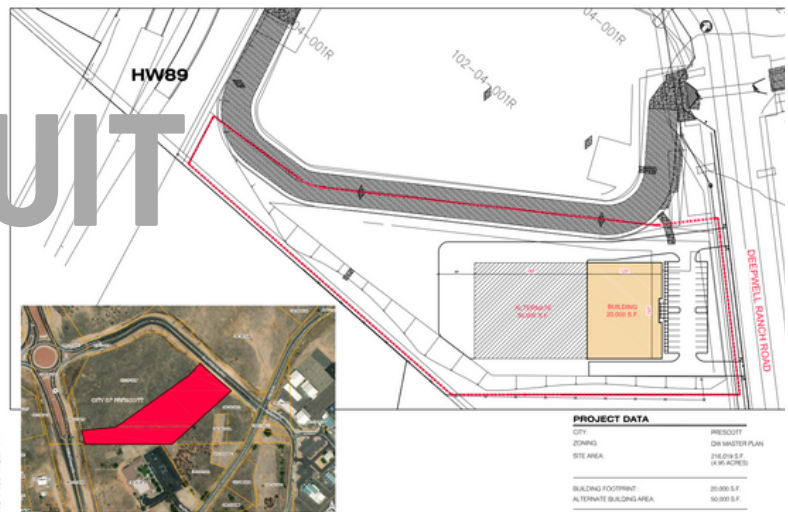 04-001R
04-001R
102-04-001R
HW89
UIT
DEEPWELL RANCH ROAD
ALTERNATE
50,000 S.F.
BUILDING
20,000 S.F.
CITY OF PRESCOTT
PROJECT DATA
CITY: PRESCOTT
ZONING: DW MASTER PLAN
SITE AREA: 216,019 S.F.
(4.95 ACRES)
BUILDING FOOTPRINT : 20,000 S.F.
ALTERNATE BUILDING AREA: 50,000 S.F.